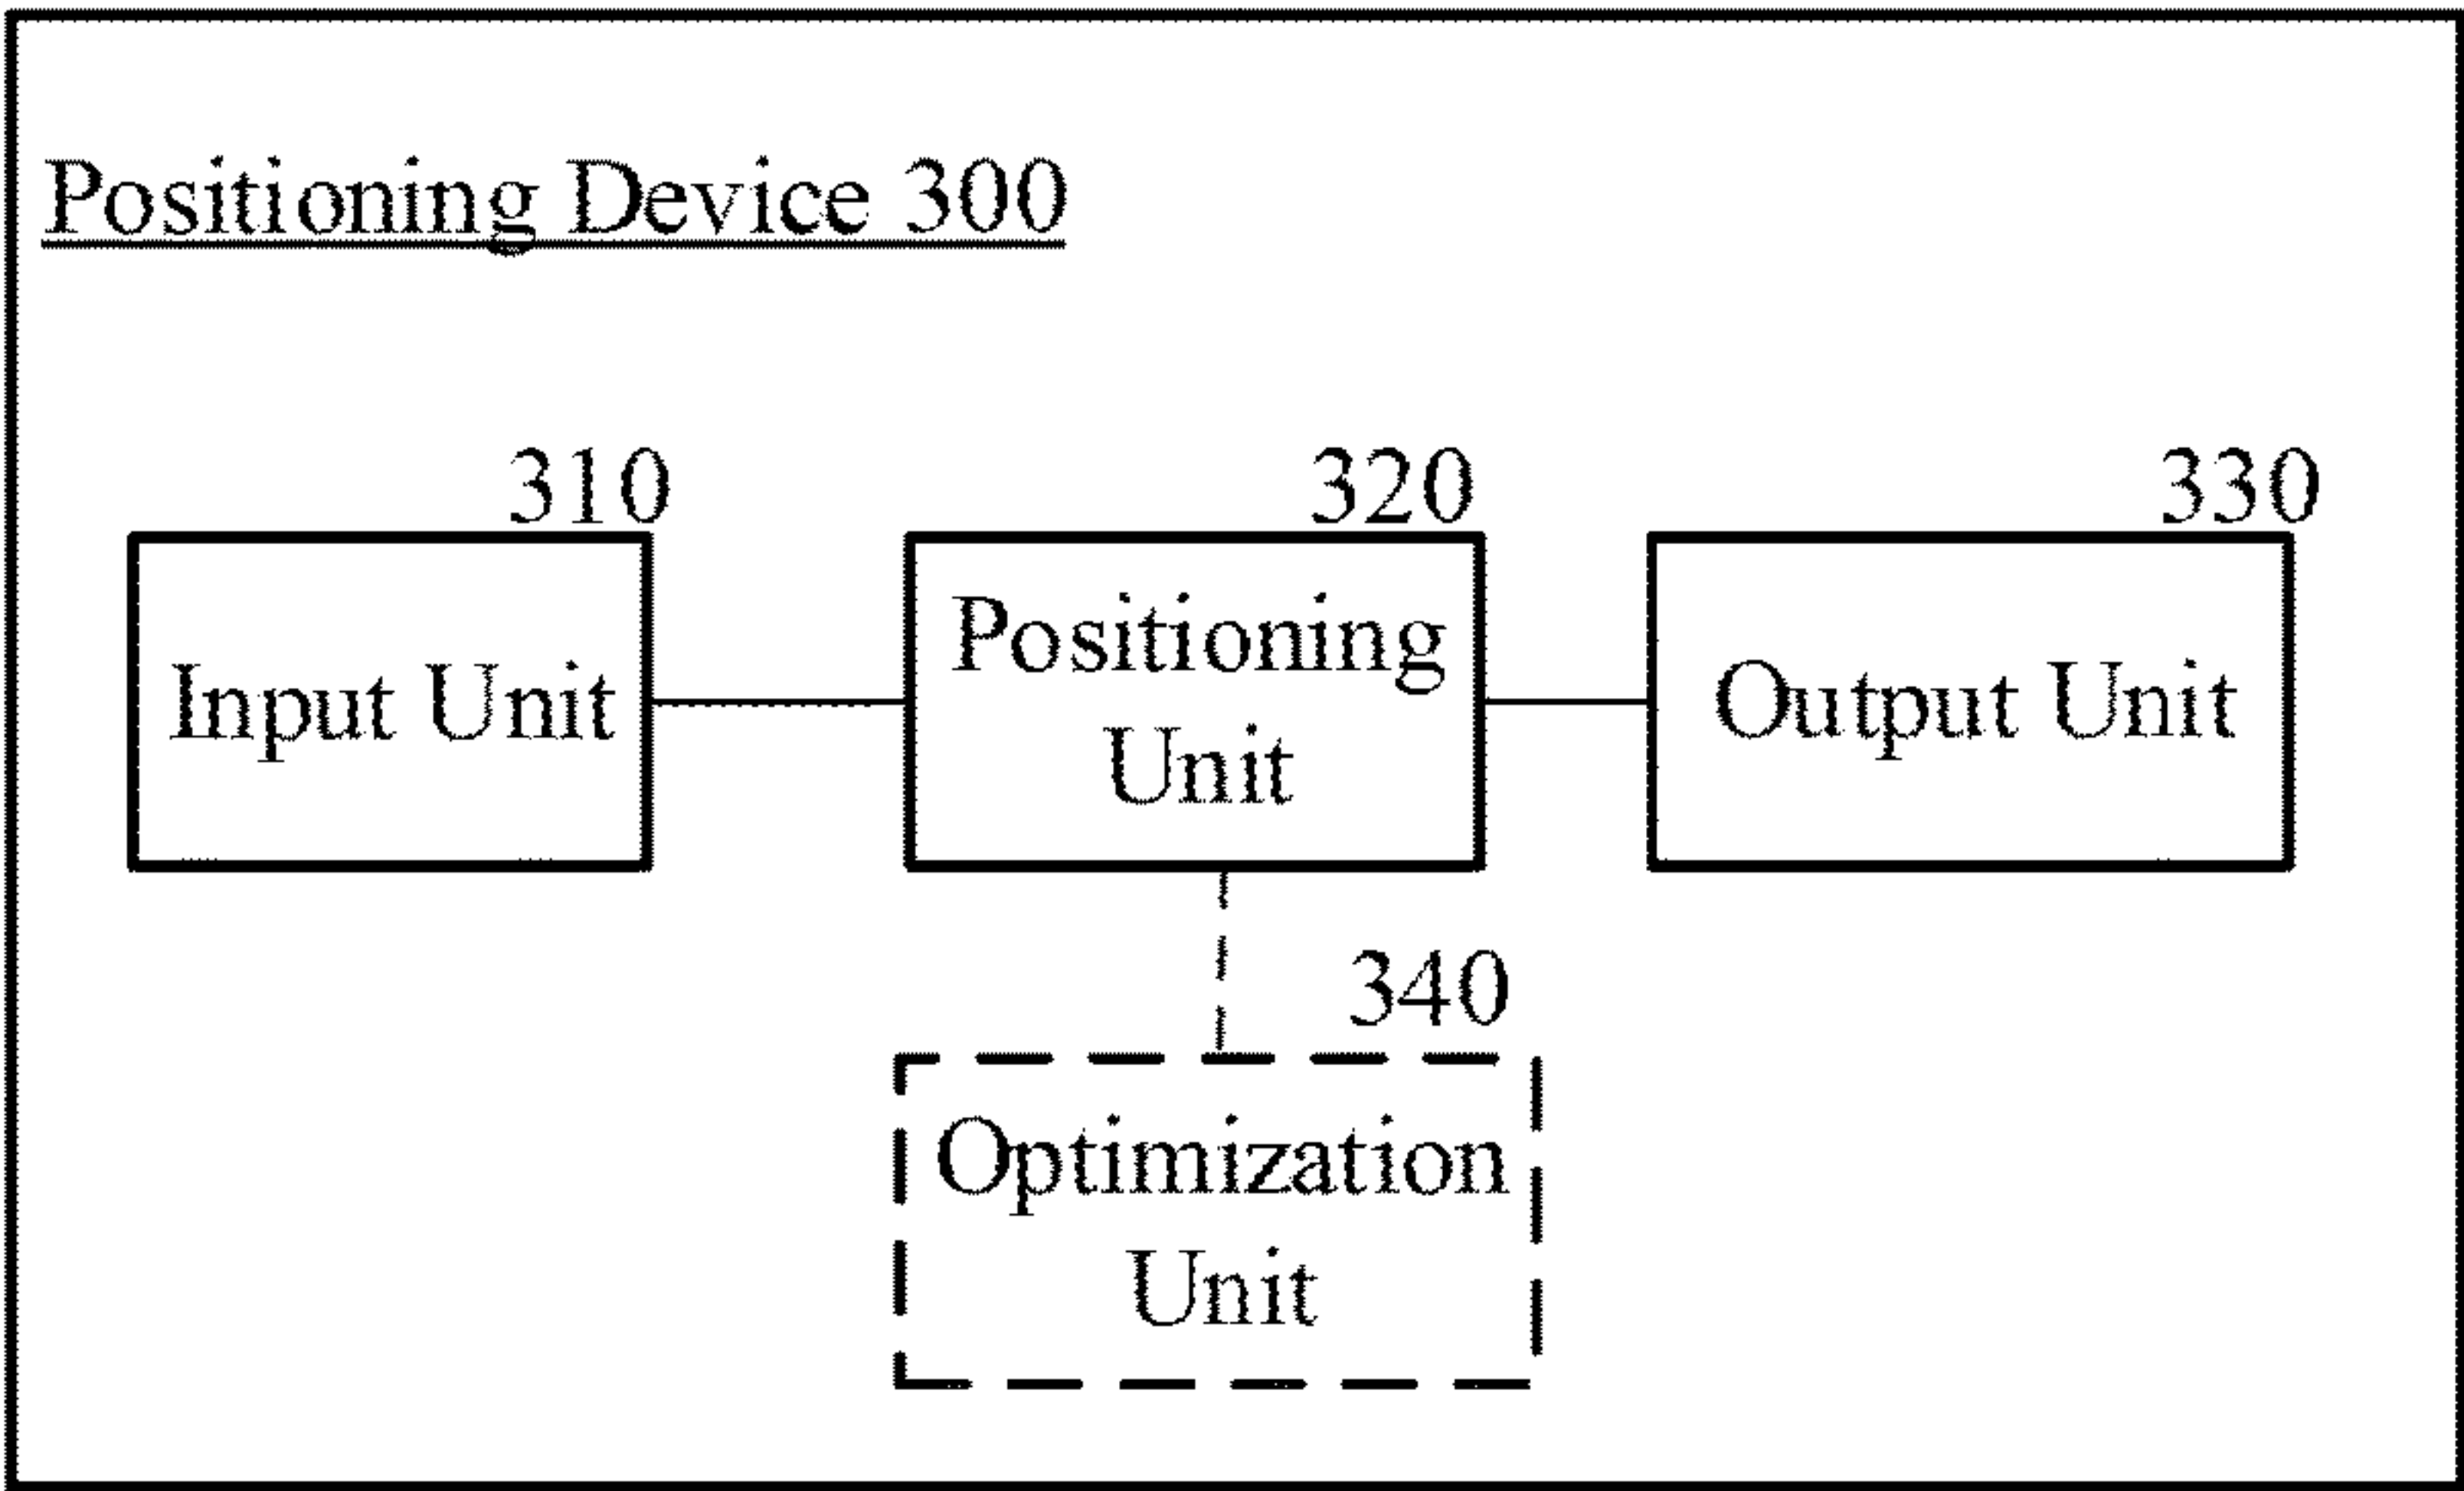 Positioning Device 300
310
Input Unit
320
Positioning
Unit
330
Output Unit
340
Optimization
Unit